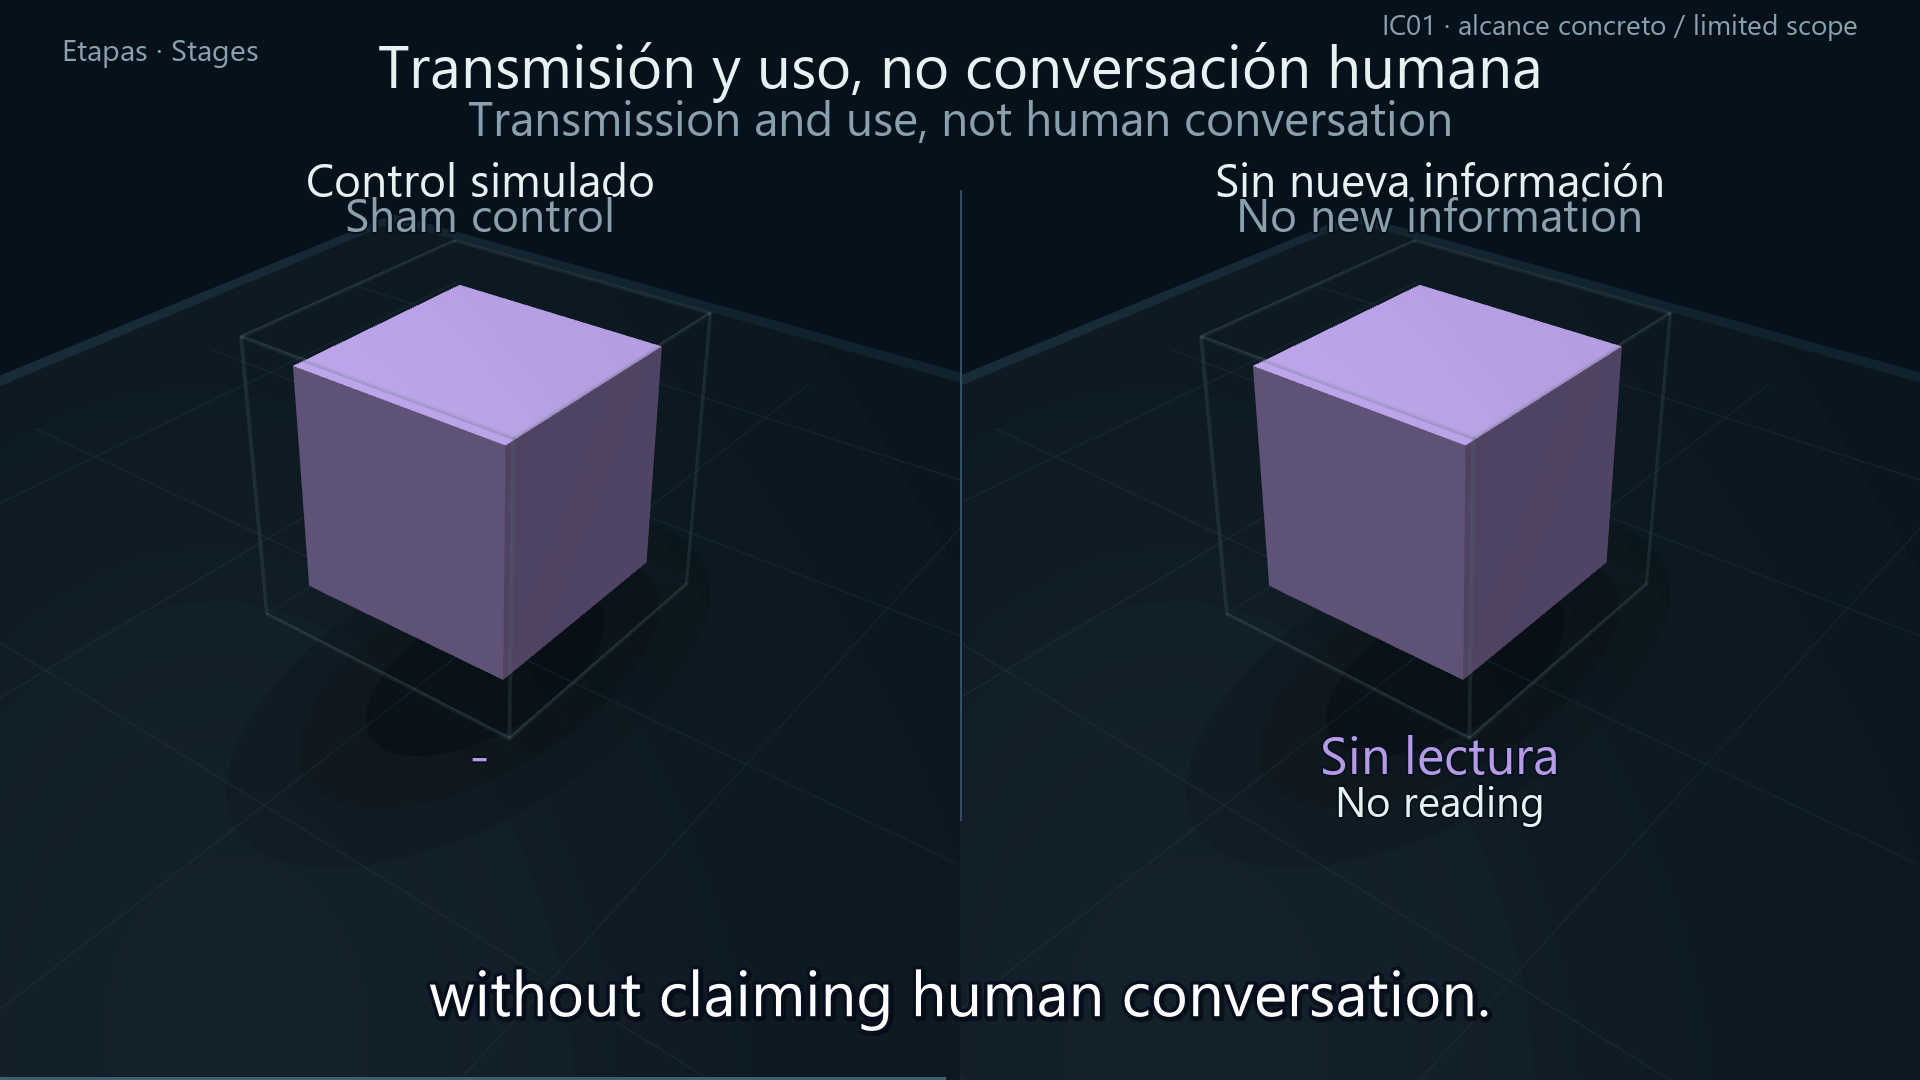 IC01 · alcance concreto / limited scope
Etapas · Stages
Transmisión y uso, no conversación humana
Transmission and use, not human conversation
Control simulado
Sham control
Sin nueva información
No new information
-
Sin lectura
No reading
without claiming human conversation.